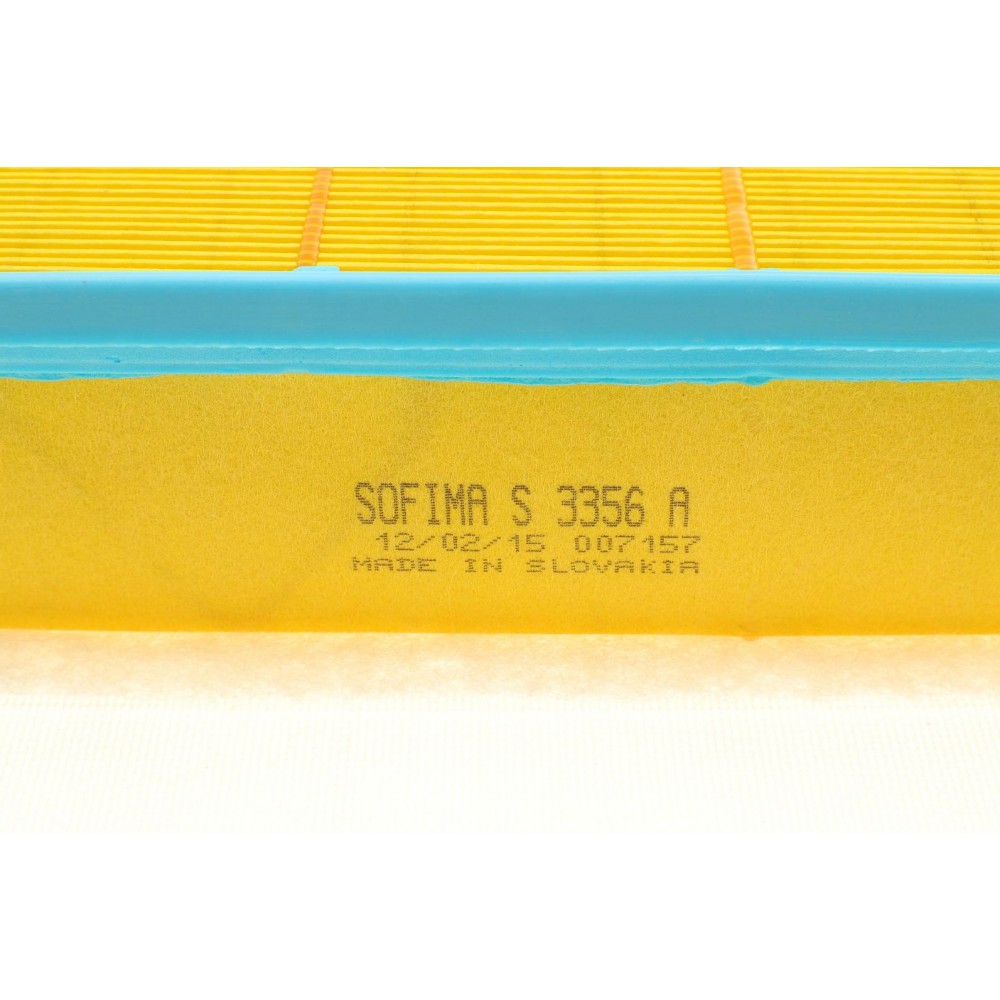 SOFIMA S 3356 A
12/02/15 007157
MADE IN SLOVAKIA